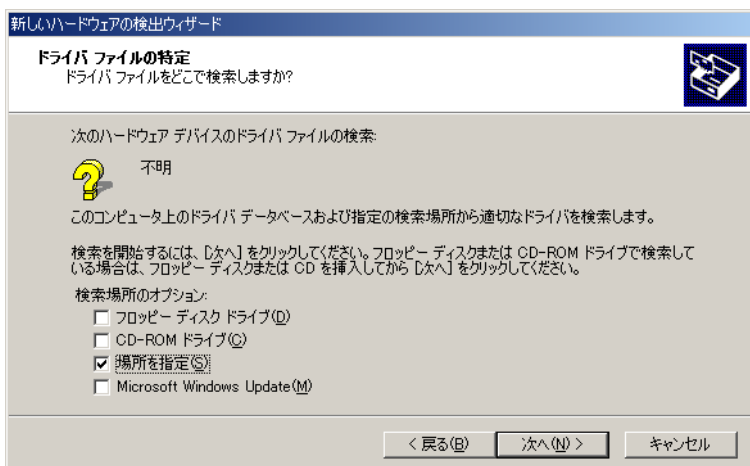 新しいハードウェアの検出ウィザード
ドライバ ファイルの特定
ドライバ ファイルをどこで検索しますか?
次のハードウェア デバイスのドライバ ファイルの検索:
不明
このコンピュータ上のドライバ データベースおよび指定の検索場所から適切なドライバを検索します。
検索を開始するには、[次へ] をクリックしてください。フロッピー ディスクまたは CD-ROM ドライブで検索して
いる場合は、フロッピー ディスクまたは CD を挿入してから [次へ] をクリックしてください。
検索場所のオプション:
フロッピー ディスク ドライブ(D)
CD-ROM ドライブ(C)
場所を指定(S)
Microsoft Windows Update(M)
< 戻る(B) 次へ(N) > キャンセル